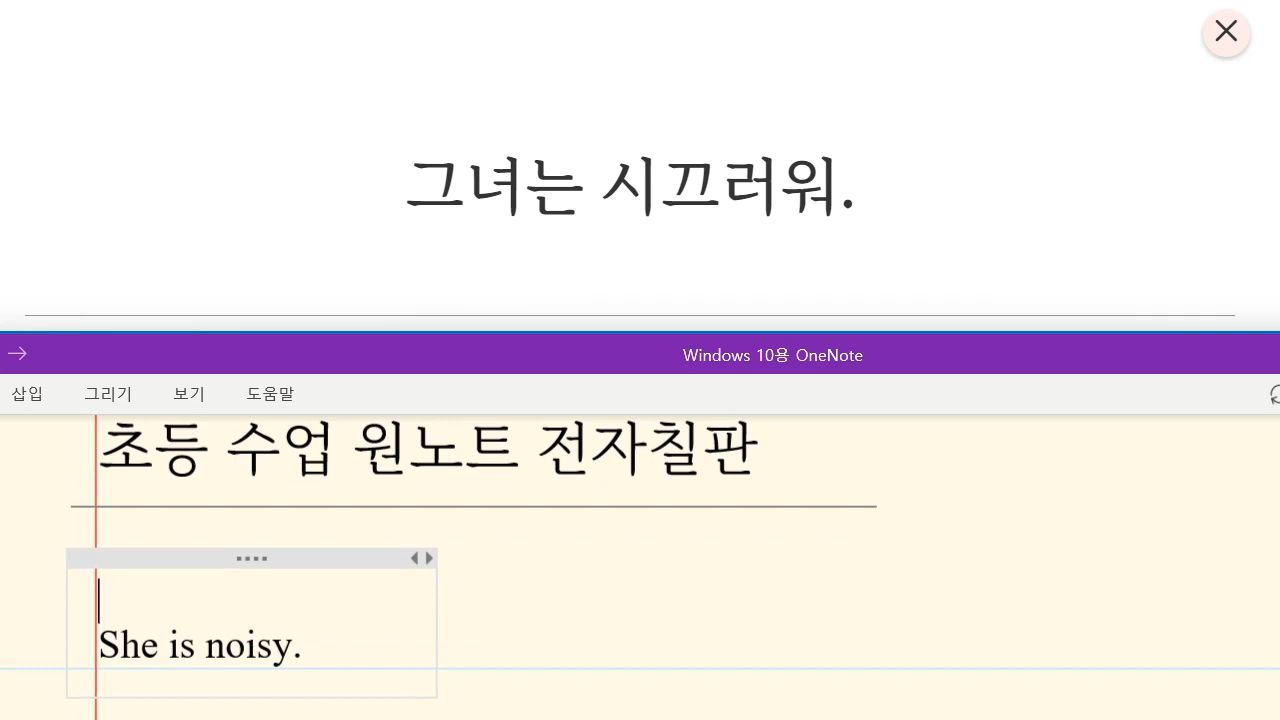 그녀는 시끄러워.
Windows 10용 OneNote
삽입 그리기 보기 도움말
초등 수업 원노트 전자칠판
She is noisy.